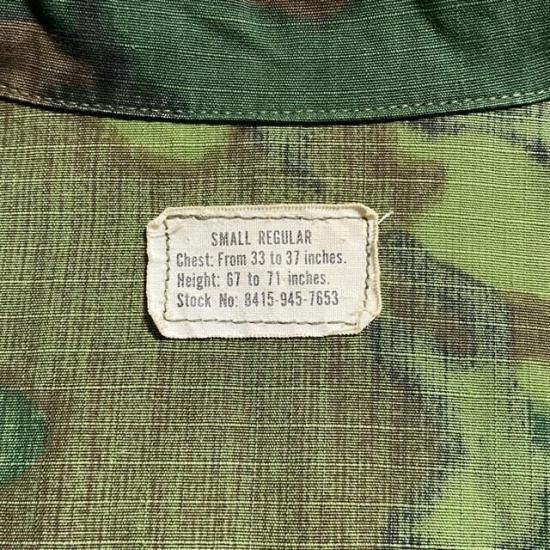 SMALL REGULAR
Chest: From 33 to 37 inches.
Height: 67 to 71 inches.
Stock No: 8415-945-7653